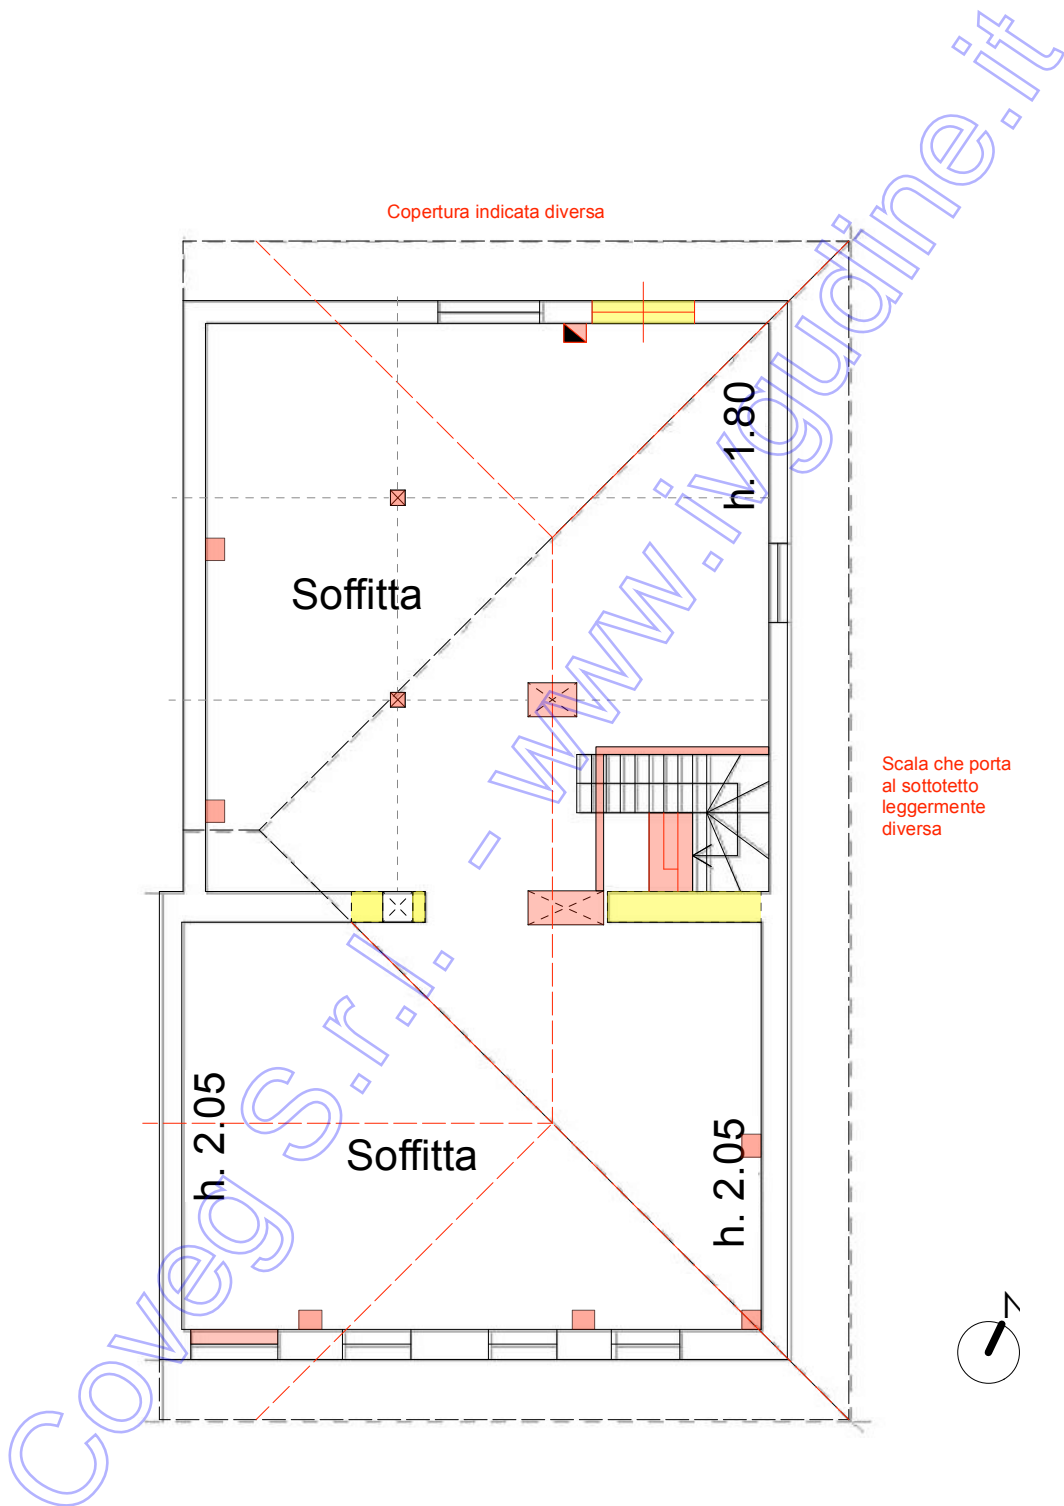 Copertura indicata diversa
h. 1.80
Soffitta
Scala che porta
al sottotetto
leggermente
diversa
h. 2.05
Soffitta
h. 2.05
N
Coveg s.r.l. - www.ivgudine.it